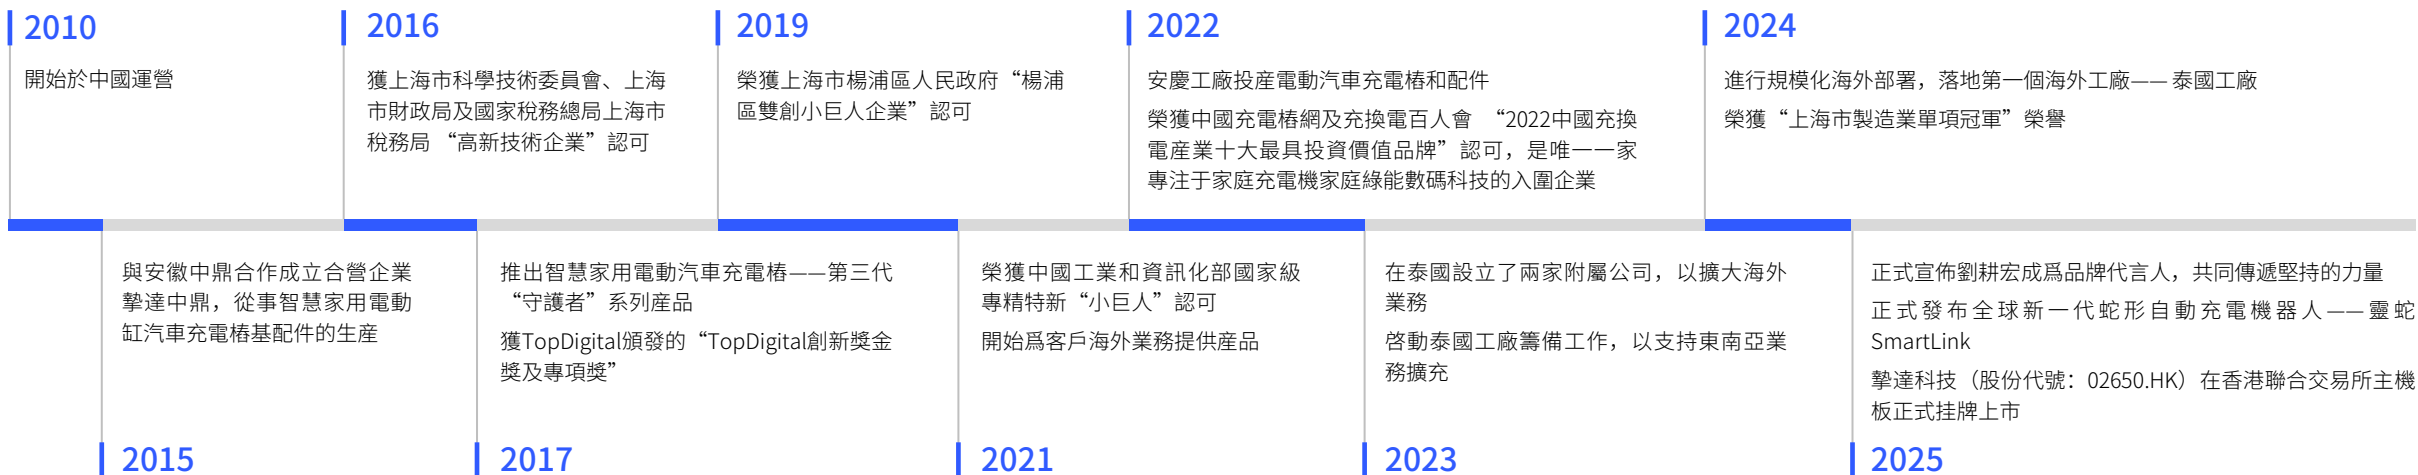 2010
開始於中國運營
2016
獲上海市科學技術委員會、上海
市財政局及國家稅務總局上海市
稅務局 “高新技術企業”認可
2019
榮獲上海市楊浦區人民政府“楊浦
區雙創小巨人企業”認可
2022
安慶工廠投產電動汽車充電樁和配件
榮獲中國充電樁網及充換電百人會 “2022中國充換
電產業十大最具投資價值品牌”認可，是唯一一家
專注于家庭充電機家庭綠能數碼科技的入圍企業
2024
進行規模化海外部署，落地第一個海外工廠——泰國工廠
榮獲“上海市製造業單項冠軍”榮譽
與安徽中鼎合作成立合營企業
摯達中鼎，從事智慧家用電動
缸汽車充電樁基配件的生産
2015
推出智慧家用電動汽車充電樁——第三代
“守護者”系列産品
獲TopDigital頒發的“TopDigital創新獎金
獎及專項獎”
2017
榮獲中國工業和資訊化部國家級
專精特新“小巨人”認可
開始爲客戶海外業務提供産品
2021
在泰國設立了兩家附屬公司，以擴大海外
業務
啓動泰國工廠籌備工作，以支持東南亞業
務擴充
2023
正式宣佈劉耕宏成爲品牌代言人，共同傳遞堅持的力量
正式發布全球新一代蛇形自動充電機器人——靈蛇
SmartLink
摯達科技（股份代號：02650.HK）在香港聯合交易所主機
板正式挂牌上市
2025